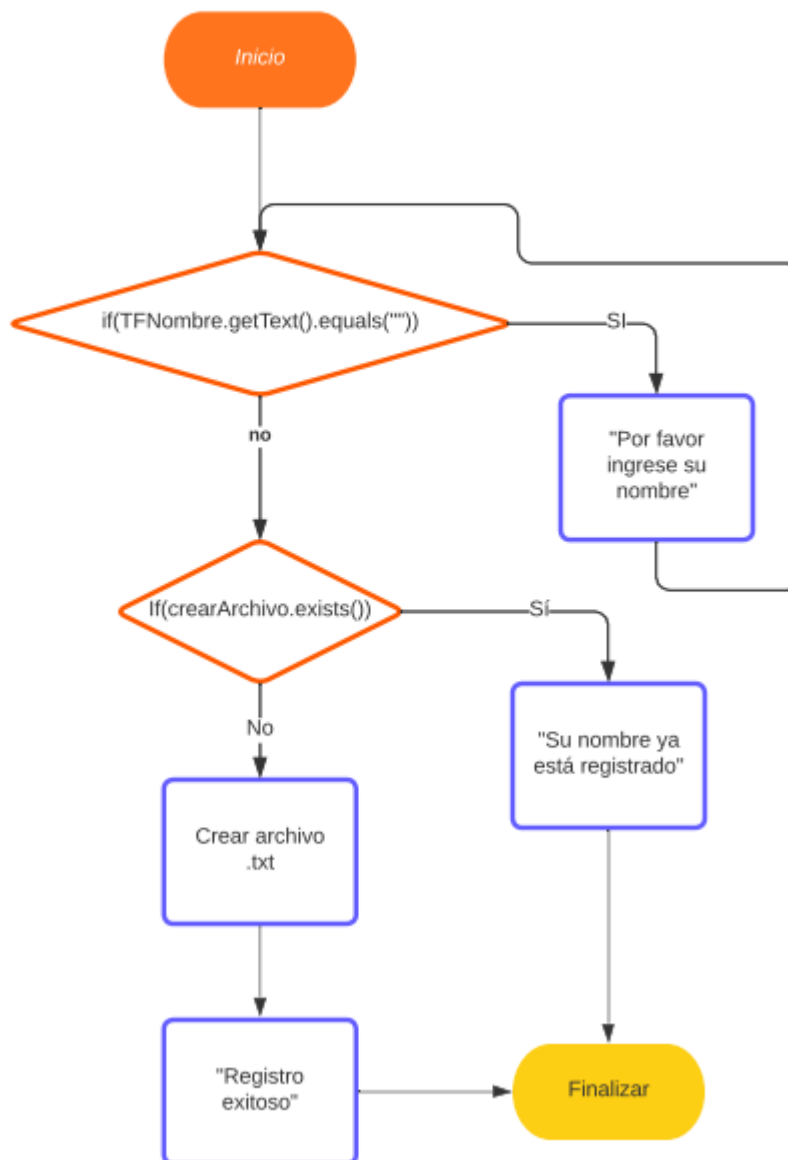 Inicio
if(TFNombre.getText().equals(""))
SI
no
"Por favor
ingrese su
nombre"
If(crearArchivo.exists())
Sí
No
"Su nombre ya
está registrado"
Crear archivo
.txt
"Registro
exitoso"
Finalizar